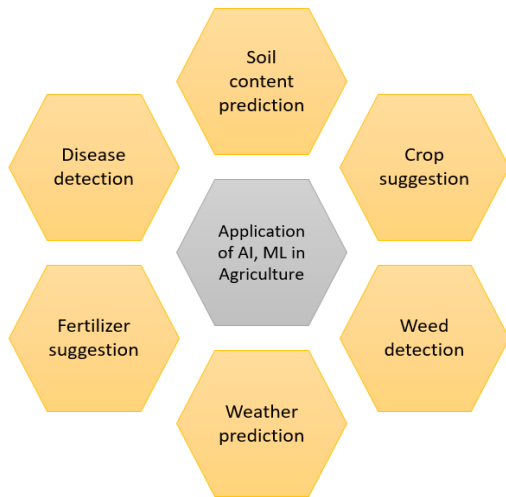 Soil
content
prediction
Disease
detection
Crop
suggestion
Application
of AI, ML in
Agriculture
Fertilizer
suggestion
Weed
detection
Weather
prediction